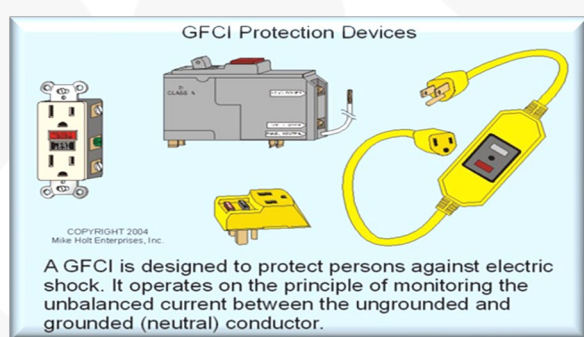 GFCI Protection Devices
CLASS A
COPYRIGHT 2004
Mike Holt Enterprises, Inc.
A GFCI is designed to protect persons against electric
shock. It operates on the principle of monitoring the
unbalanced current between the ungrounded and
grounded (neutral) conductor.